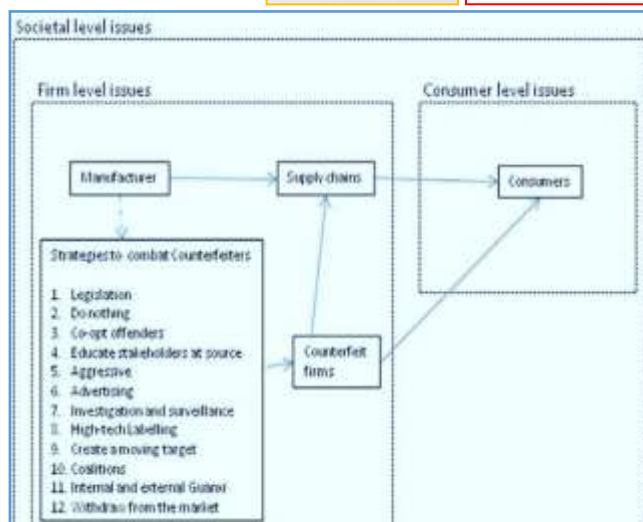 Societal level issues
Firm level issues
Consumer level issues
Manufacturer
Supply chains
Consumers
Strategies to combat Counterfeiters
1. Legislation
2. Do nothing
3. Co-opt offenders
4. Educate stakeholders at source
5. Aggressive
6. Advertising
7. Investigation and surveillance
8. High-tech Labelling
9. Create a moving target
10. Coalitions
11. Internal and external Guanxi
12. Withdraw from the market
Counterfeit
firms